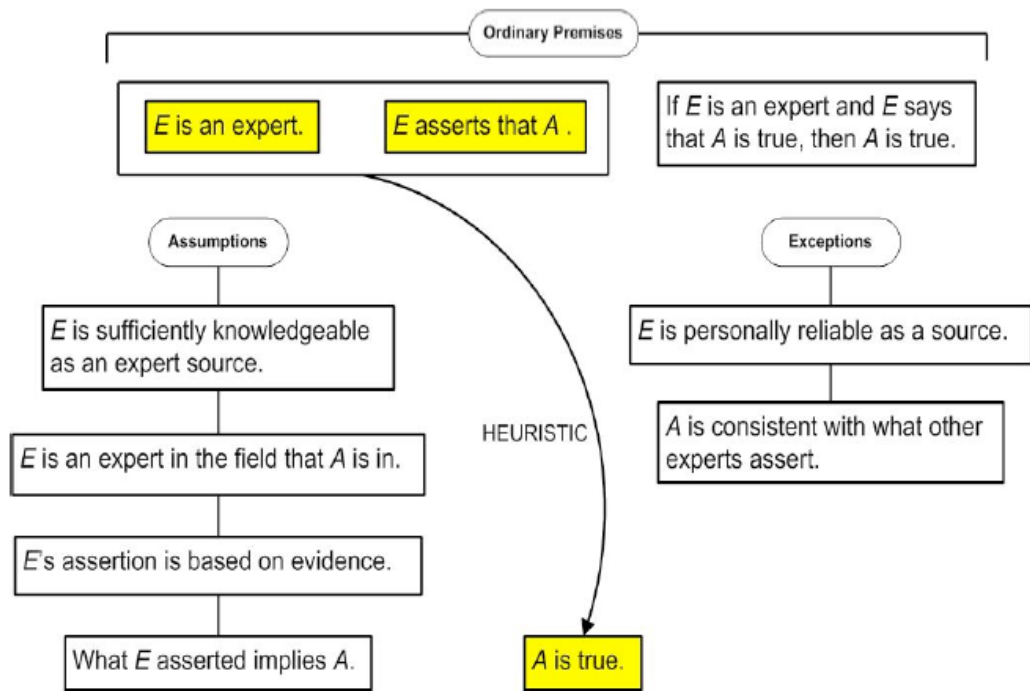 Ordinary Premises
E is an expert.
E asserts that A .
If E is an expert and E says
that A is true, then A is true.
Assumptions
Exceptions
E is sufficiently knowledgeable
as an expert source.
E is personally reliable as a source.
HEURISTIC
A is consistent with what other
experts assert.
E is an expert in the field that A is in.
E's assertion is based on evidence.
What E asserted implies A.
A is true.